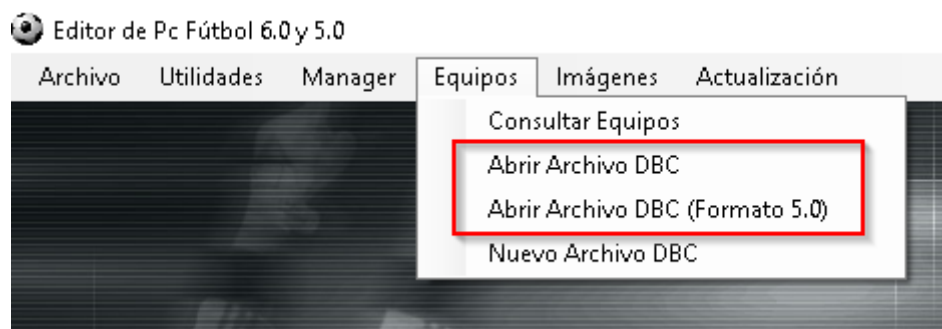 Editor de Pc Fútbol 6.0 y 5.0
Archivo Utilidades Manager Equipos Imágenes Actualización
Consultar Equipos
Abrir Archivo DBC
Abrir Archivo DBC (Formato 5.0)
Nuevo Archivo DBC